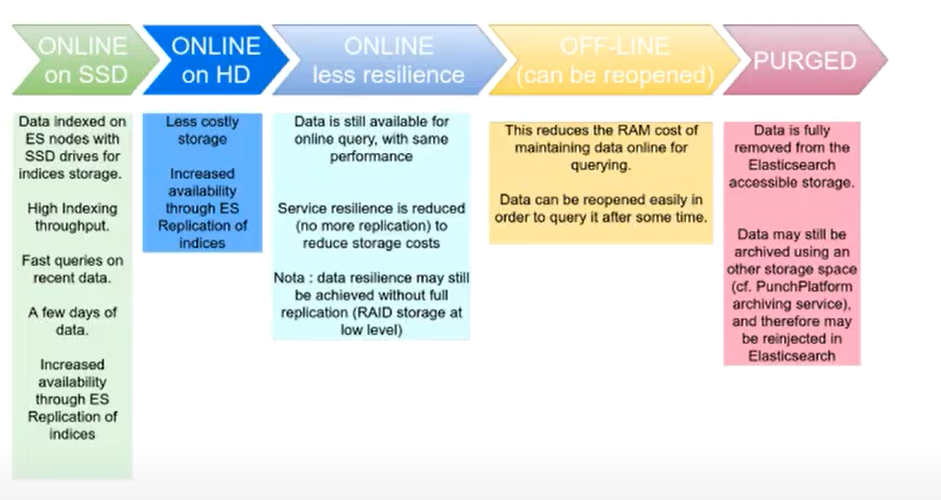 ONLINE
on SSD
ONLINE
on HD
ONLINE
less resilience
OFF-LINE
(can be reopened)
PURGED
Data indexed on
ES nodes with
SSD drives for
indices storage.
High Indexing
throughput.
Fast queries on
recent data.
A few days of
data.
Increased
availability
through ES
Replication of
indices
Less costly
storage
Increased
availability
through ES
Replication of
indices
Data is still available for
online query, with same
performance
Service resilience is reduced
(no more replication) to
reduce storage costs
Nota : data resilience may still
be achieved without full
replication (RAID storage at
low level)
This reduces the RAM cost of
maintaining data online for
querying.
Data can be reopened easily in
order to query it after some time.
Data is fully
removed from the
Elasticsearch
accessible storage.
Data may still be
archived using an
other storage space
(cf. PunchPlatform
archiving service),
and therefore may
be reinjected in
Elasticsearch